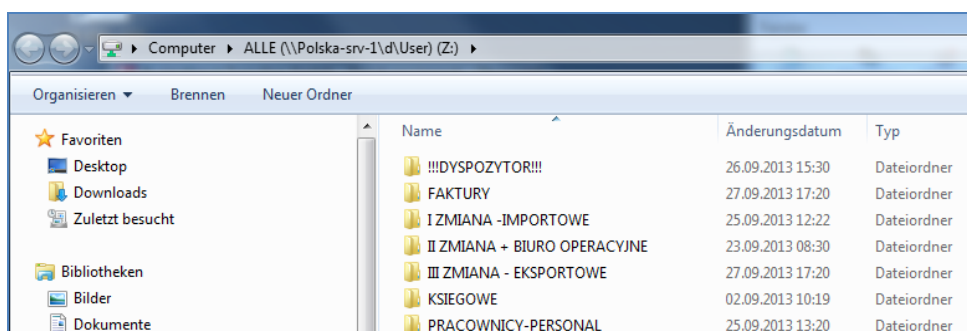 Computer ALLE (\\Polska-srv-1\d\User) (Z:)
Organisieren Brennen Neuer Ordner
Favoriten
Desktop
Downloads
Zuletzt besucht
Bibliotheken
Bilder
Dokumente
Name Änderungsdatum Typ
!!!DYSPOZYTOR!!! 26.09.2013 15:30 Dateiordner
FAKTURY 27.09.2013 17:20 Dateiordner
I ZMIANA -IMPORTOWE 25.09.2013 12:22 Dateiordner
II ZMIANA + BIURO OPERACYJNE 23.09.2013 08:30 Dateiordner
III ZMIANA - EKSPORTOWE 27.09.2013 17:20 Dateiordner
KSIEGOWE 02.09.2013 10:19 Dateiordner
PRACOWNICY-PERSONAL 25.09.2013 13:20 Dateiordner